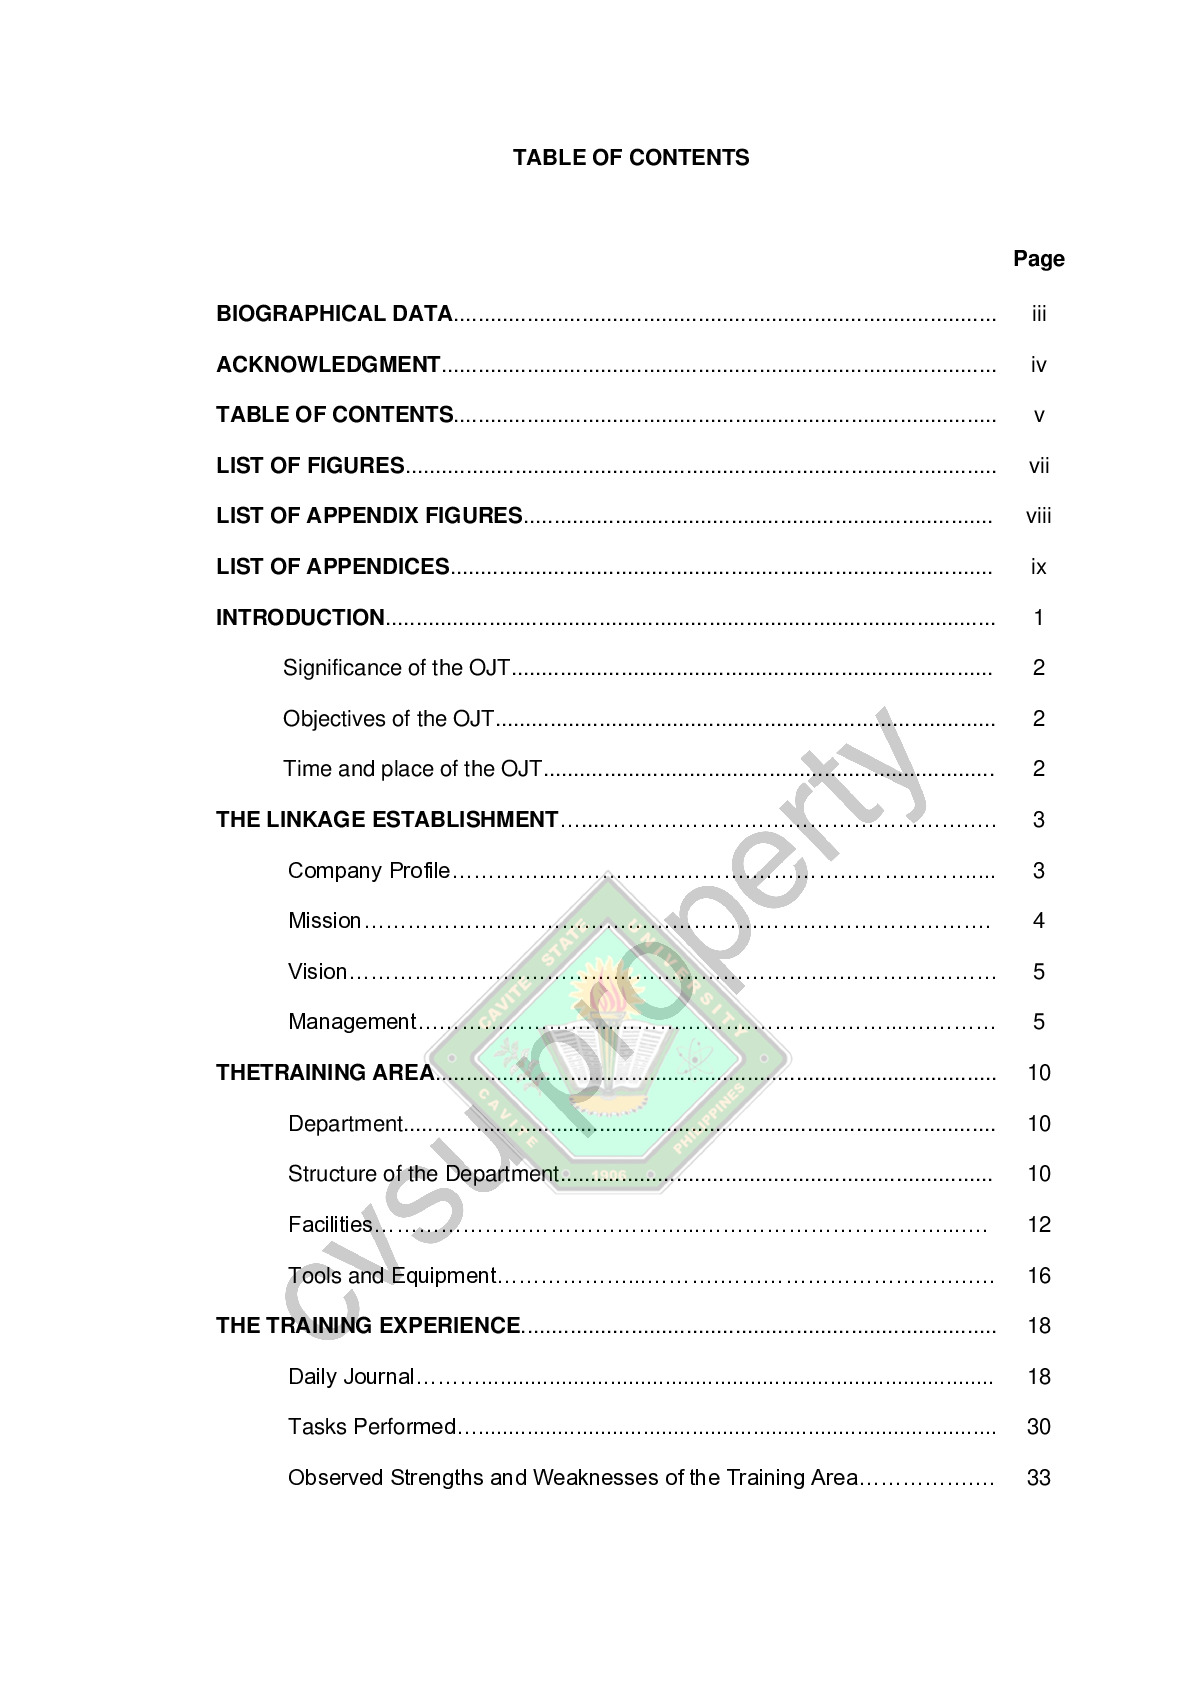 TABLE OF CONTENTS
Page
BIOGRAPHICAL DATA........................................................................................ iii
ACKNOWLEDGMENT.......................................................................................... iv
TABLE OF CONTENTS........................................................................................ v
LIST OF FIGURES................................................................................................ vii
LIST OF APPENDIX FIGURES............................................................................ viii
LIST OF APPENDICES........................................................................................ ix
INTRODUCTION................................................................................................... 1
Significance of the OJT.............................................................................. 2
Objectives of the OJT................................................................................. 2
Time and place of the OJT......................................................................... 2
THE LINKAGE ESTABLISHMENT…....……………………………………………… 3
Company Profile…………...………………………………………………….... 3
Mission………………………………………………………………………… 4
Vision…………………………………………………………………………… 5
Management………………………………………………………...………… 5
THETRAINING AREA........................................................................................... 10
Department................................................................................................ 10
Structure of the Department...................................................................... 10
Facilities……………………………………...……………………………...… 12
Tools and Equipment………………...……………………………………… 16
THE TRAINING EXPERIENCE............................................................................. 18
Daily Journal………................................................................................... 18
Tasks Performed…..................................................................................... 30
Observed Strengths and Weaknesses of the Training Area……………… 33
cvsu property
CAVITE STATE UNIVERSITY
CAVITE
1906
PHILIPPINES